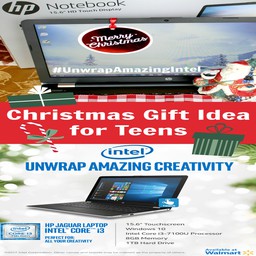 hp Notebook
15.6" HD Touch Display
Merry Christmas
#UnwrapAmazingIntel
Christmas Gift Idea
for Teens
intel
UNWRAP AMAZING CREATIVITY
HP JAGUAR LAPTOP
INTEL® CORE™ i3
PERFECT FOR:
ALL YOUR CREATIVITY
15.6" Touchscreen
Windows 10
Intel Core i3-7100U Processor
8GB Memory
1TB Hard Drive
Available at
Walmart